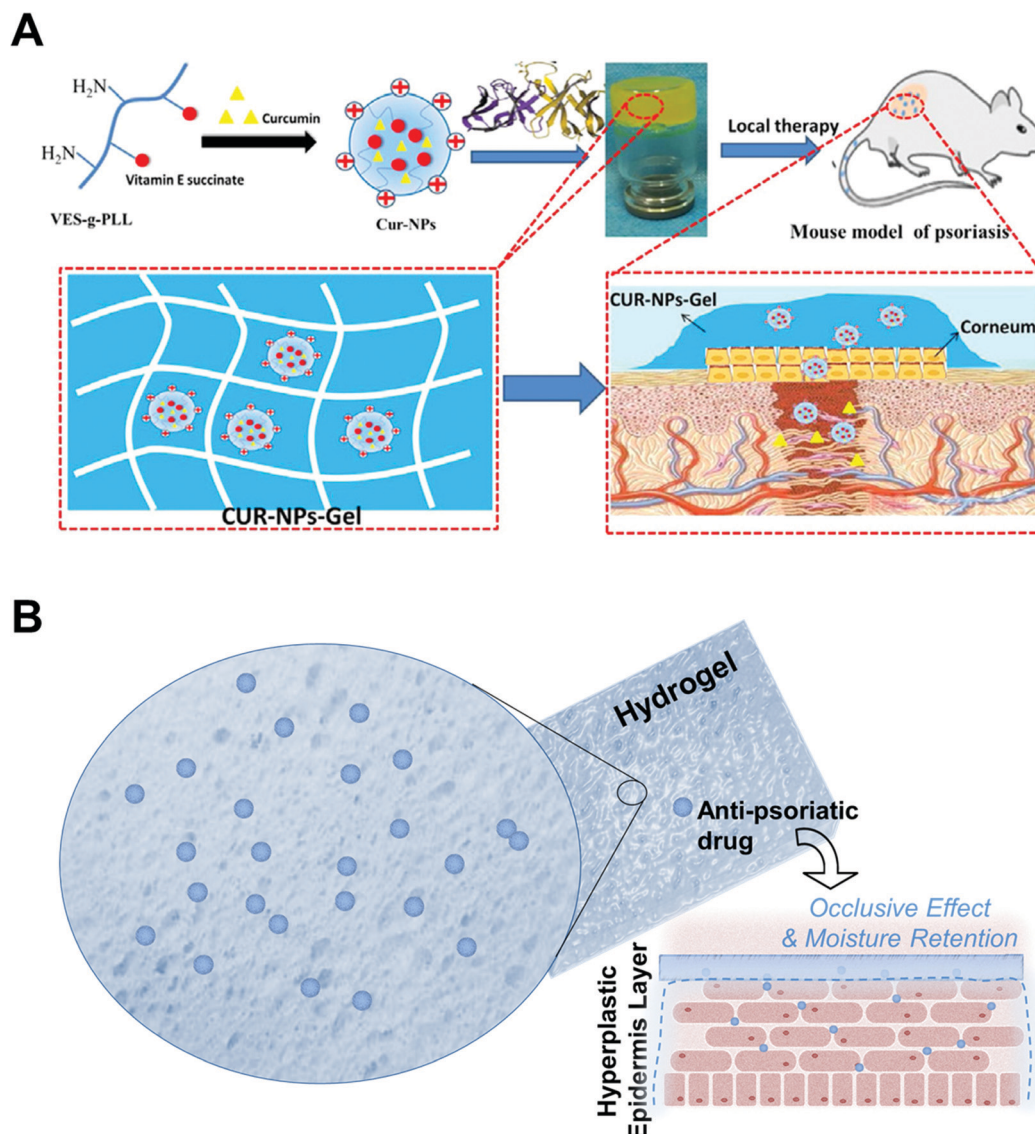 A
H₂N
H₂N
Curcumin
Vitamin E succinate
VES-g-PLL
Cur-NPs
Local therapy
Mouse model of psoriasis
CUR-NPs-Gel
CUR-NPs-Gel
Corneum
B
Hydrogel
Anti-psoriatic
drug
Occlusive Effect
& Moisture Retention
Hyperplastic
Epidermis Layer